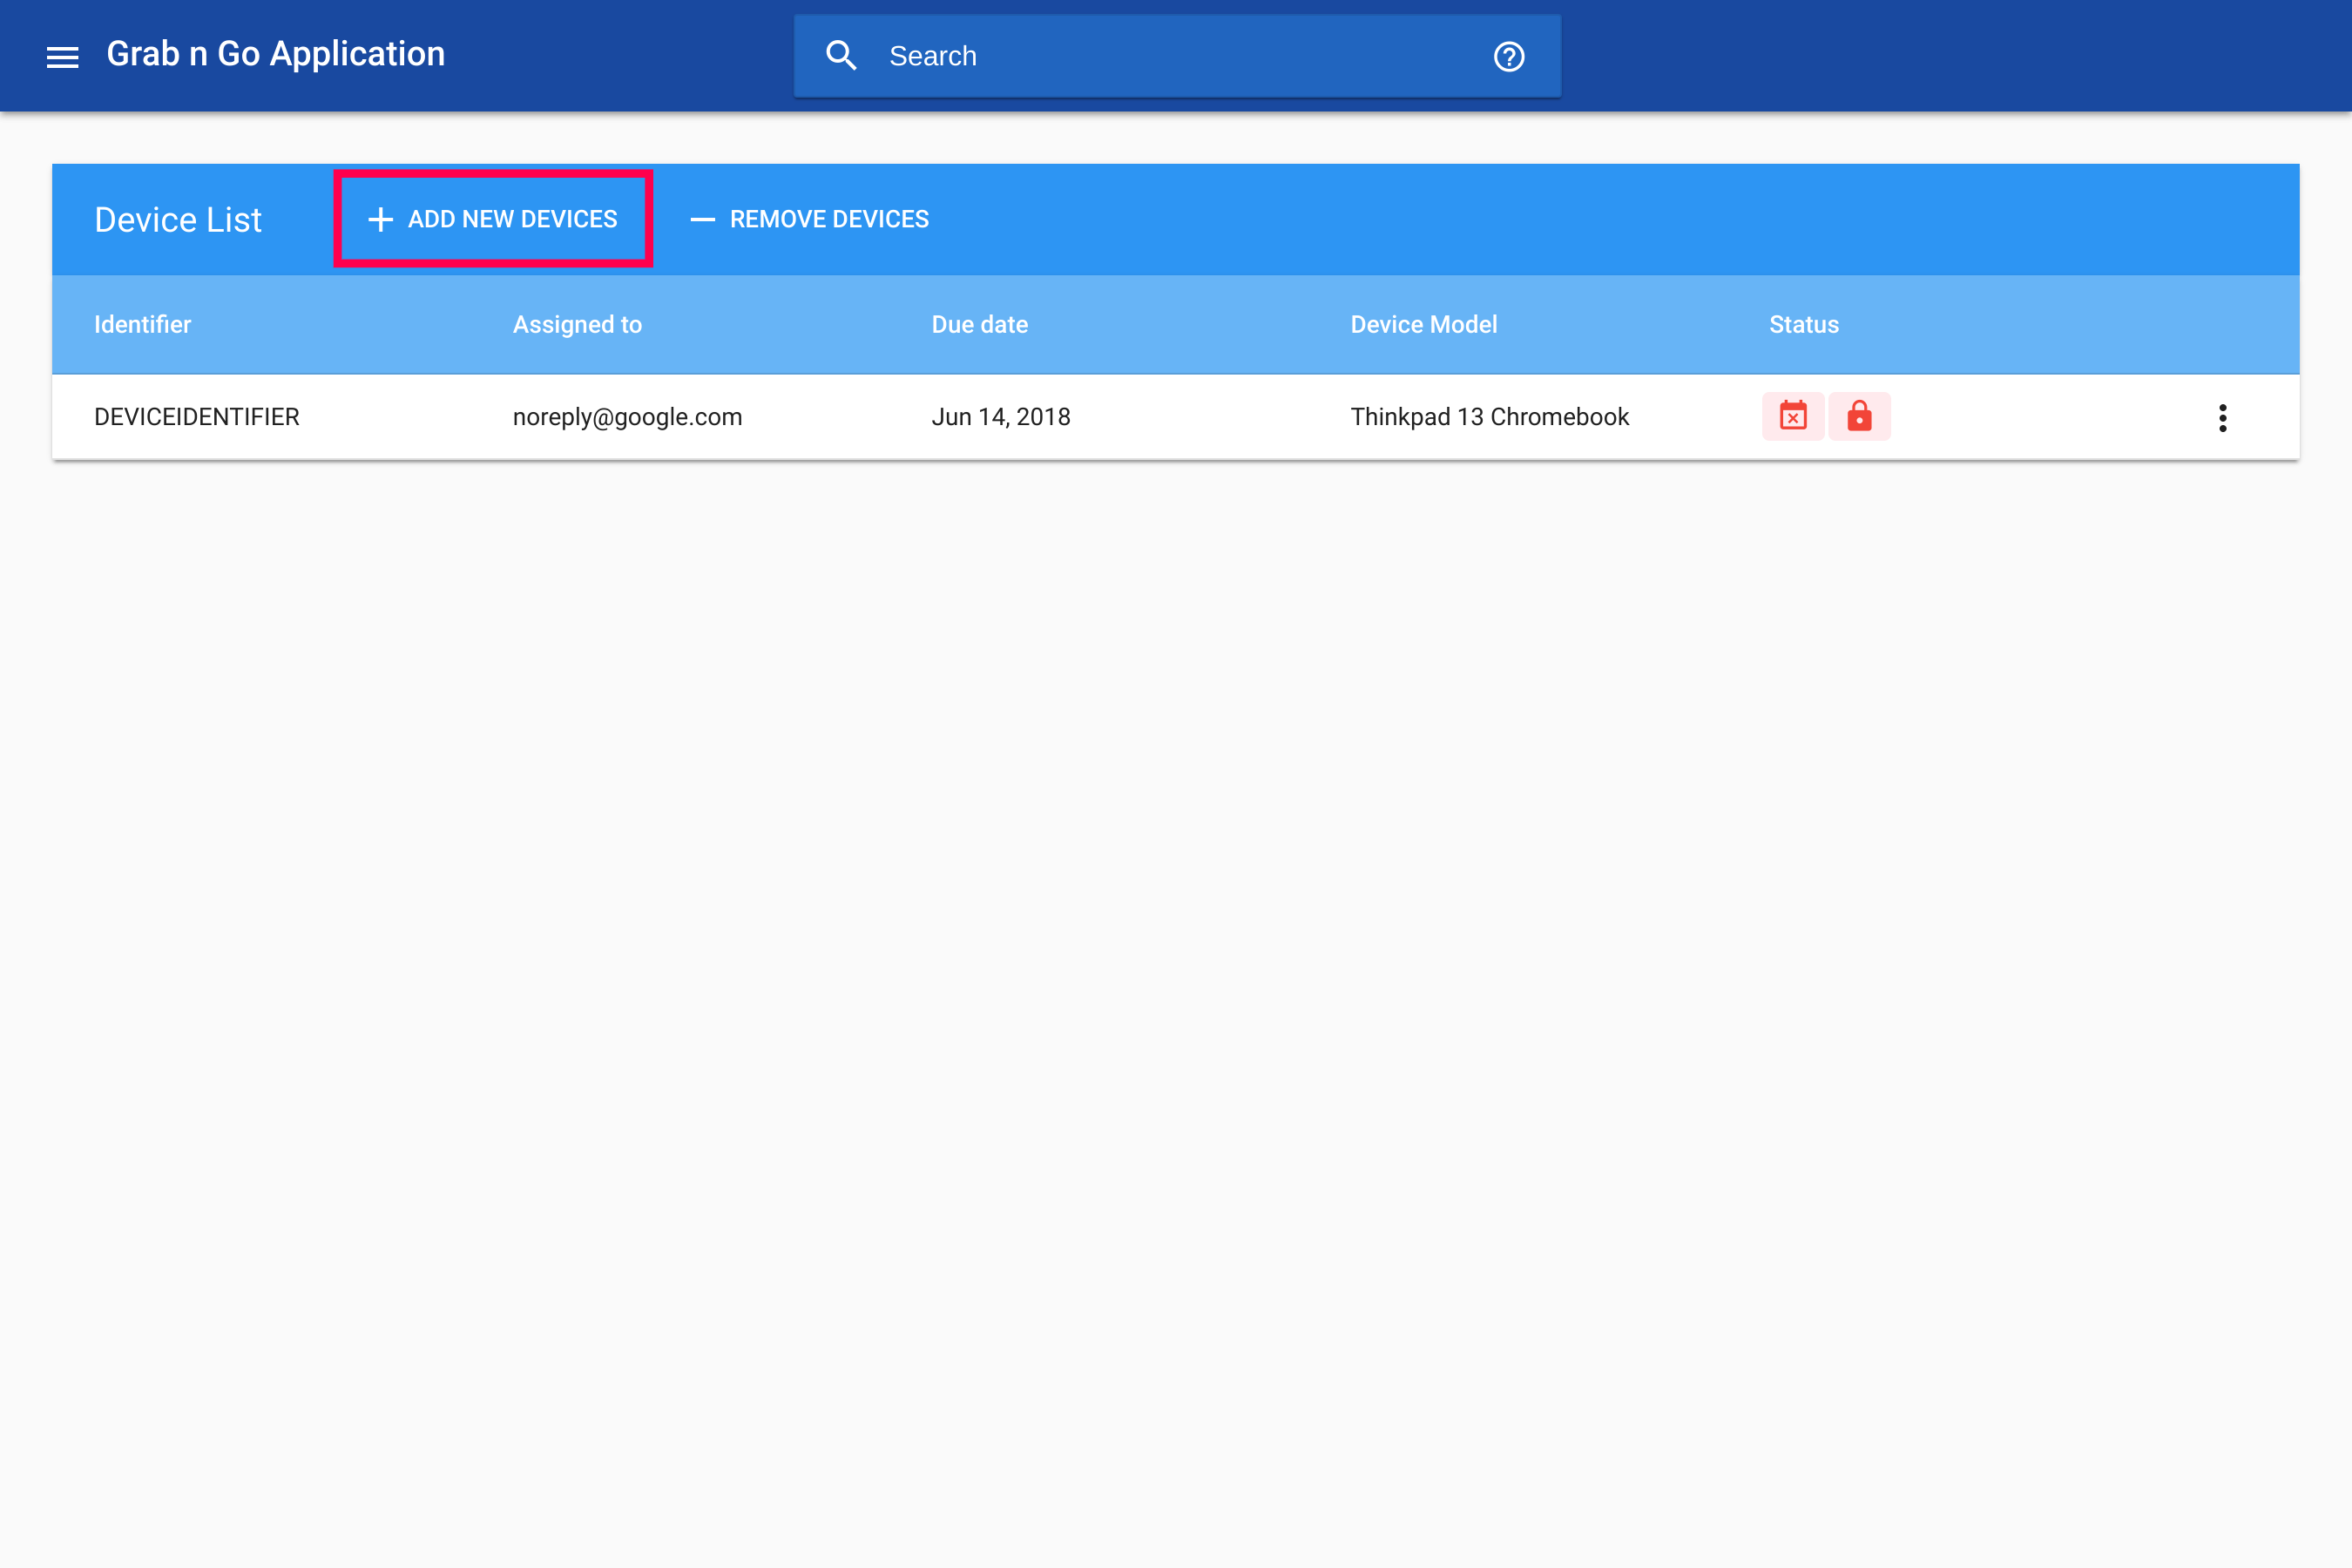 Grab n Go Application
Search
Device List
ADD NEW DEVICES
REMOVE DEVICES
Identifier Assigned to Due date Device Model Status
DEVICEIDENTIFIER noreply@google.com Jun 14, 2018 Thinkpad 13 Chromebook